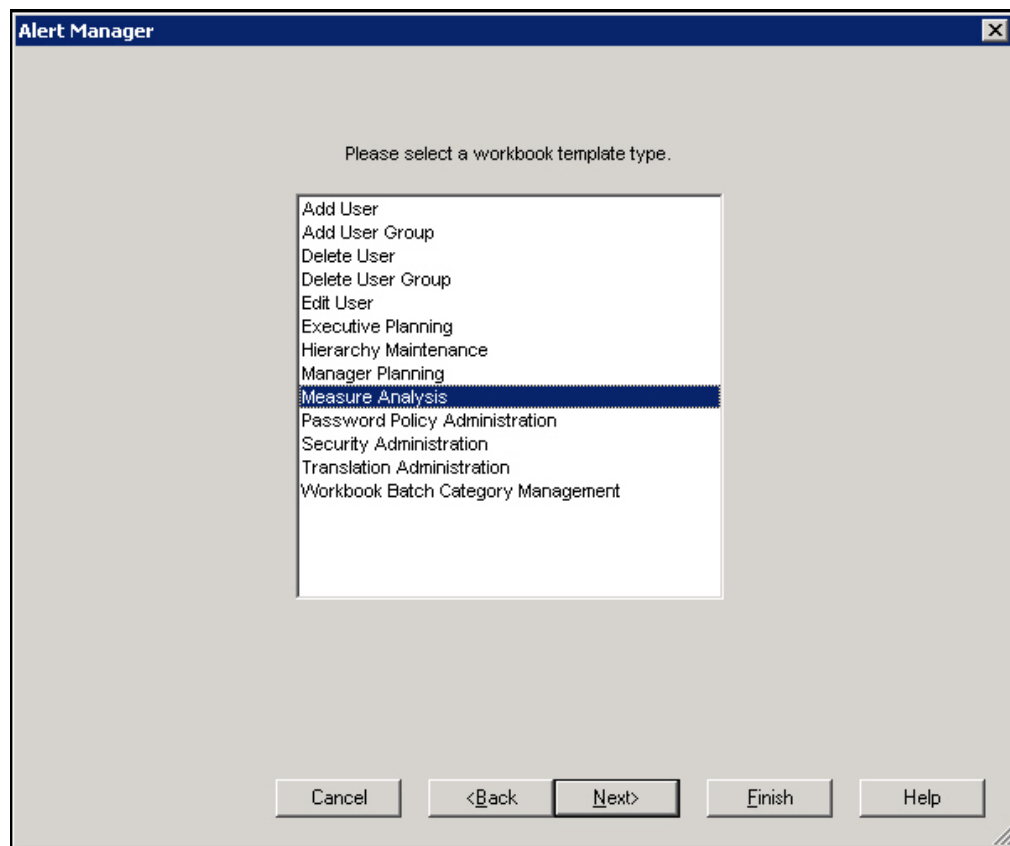 Alert Manager
Please select a workbook template type.
Add User
Add User Group
Delete User
Delete User Group
Edit User
Executive Planning
Hierarchy Maintenance
Manager Planning
Measure Analysis
Password Policy Administration
Security Administration
Translation Administration
Workbook Batch Category Management
Cancel <Back Next> Finish Help